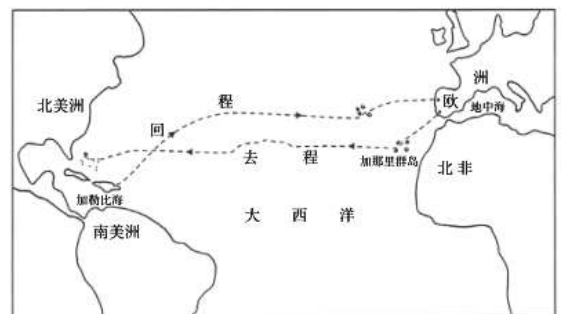 洲
欧
地中海
北美洲
程
回
去 程
加那里群岛
北非
加勒比海
大 西 洋
南美洲